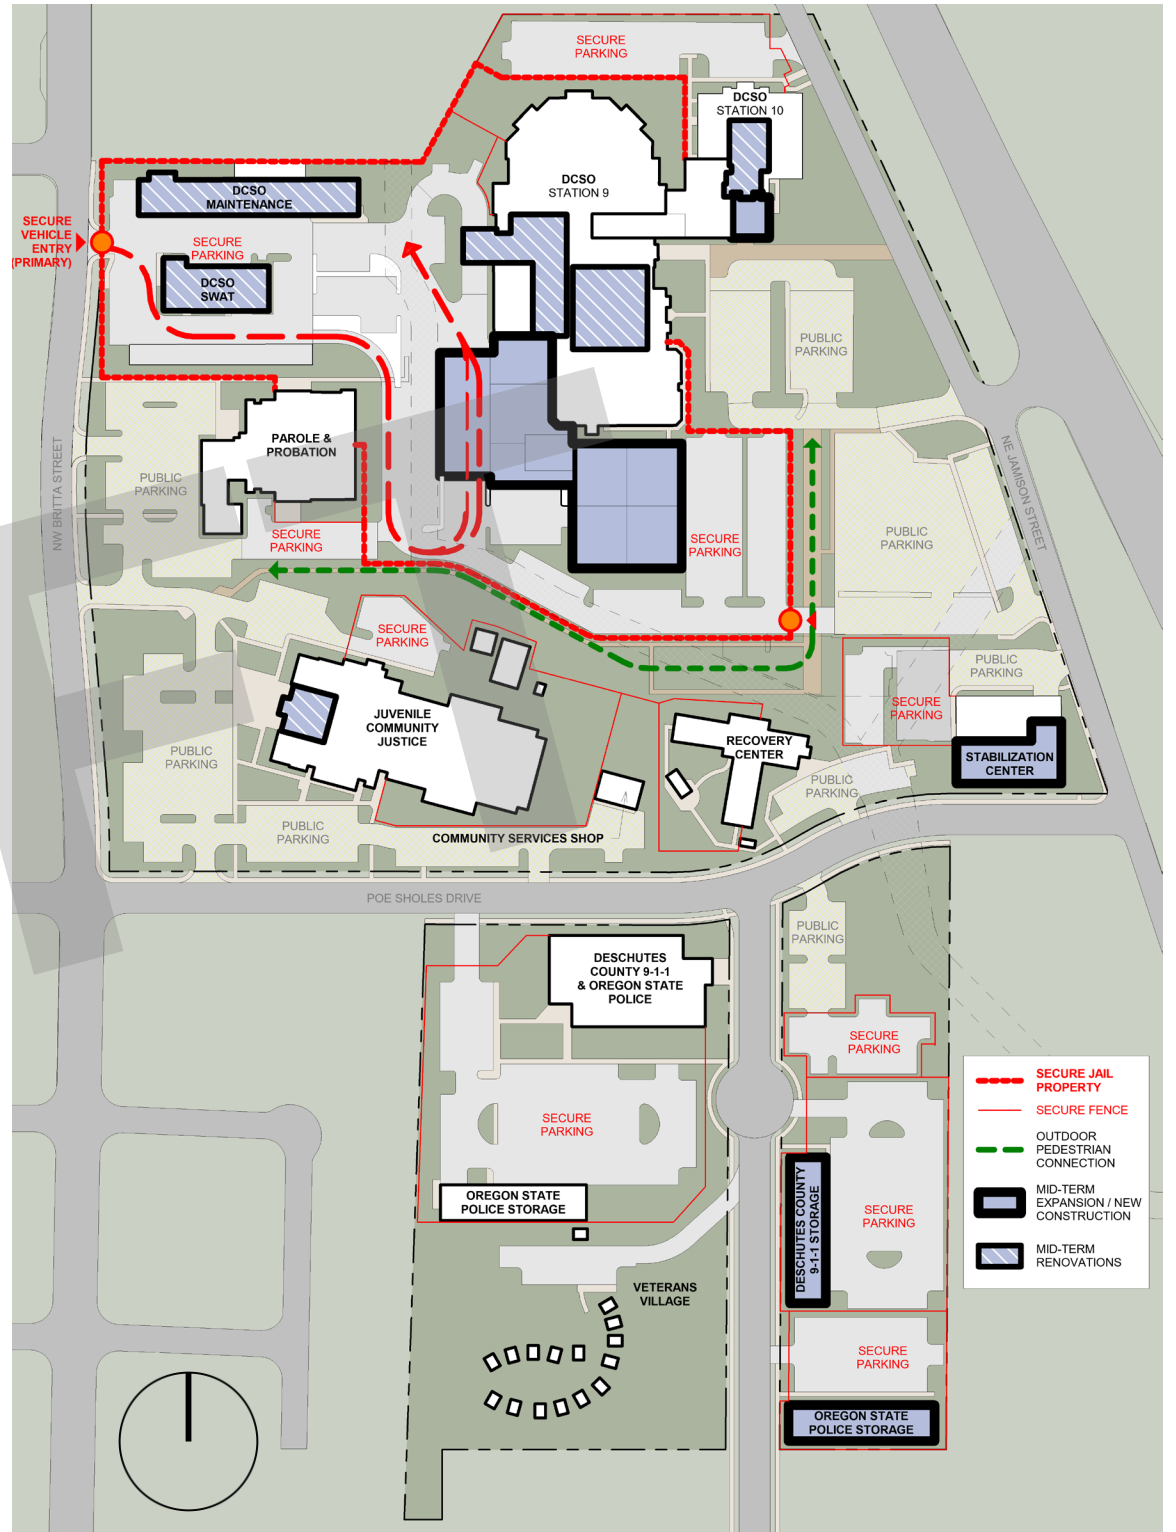 SECURE
PARKING
DCSO
STATION 10
DCSO
STATION 9
DCSO
MAINTENANCE
SECURE
VEHICLE
ENTRY
(PRIMARY)
SECURE
PARKING
DCSO
SWAT
PUBLIC
PARKING
PAROLE &
PROBATION
NW BRITTA STREET
PUBLIC
PARKING
NE JAMISON STREET
SECURE
PARKING
SECURE
PARKING
PUBLIC
PARKING
SECURE
PARKING
PUBLIC
PARKING
SECURE
PARKING
JUVENILE
COMMUNITY
JUSTICE
RECOVERY
CENTER
PUBLIC
PARKING
STABILIZATION
CENTER
PUBLIC
PARKING
PUBLIC
PARKING
COMMUNITY SERVICES SHOP
POE SHOLES DRIVE
PUBLIC
PARKING
DESCHUTES
COUNTY 9-1-1
& OREGON STATE
POLICE
SECURE
PARKING
SECURE
PARKING
OREGON STATE
POLICE STORAGE
DESCHUTES COUNTY
9-1-1 STORAGE
SECURE
PARKING
VETERANS
VILLAGE
SECURE
PARKING
OREGON STATE
POLICE STORAGE
SECURE JAIL
PROPERTY
SECURE FENCE
OUTDOOR
PEDESTRIAN
CONNECTION
MID-TERM
EXPANSION / NEW
CONSTRUCTION
MID-TERM
RENOVATIONS